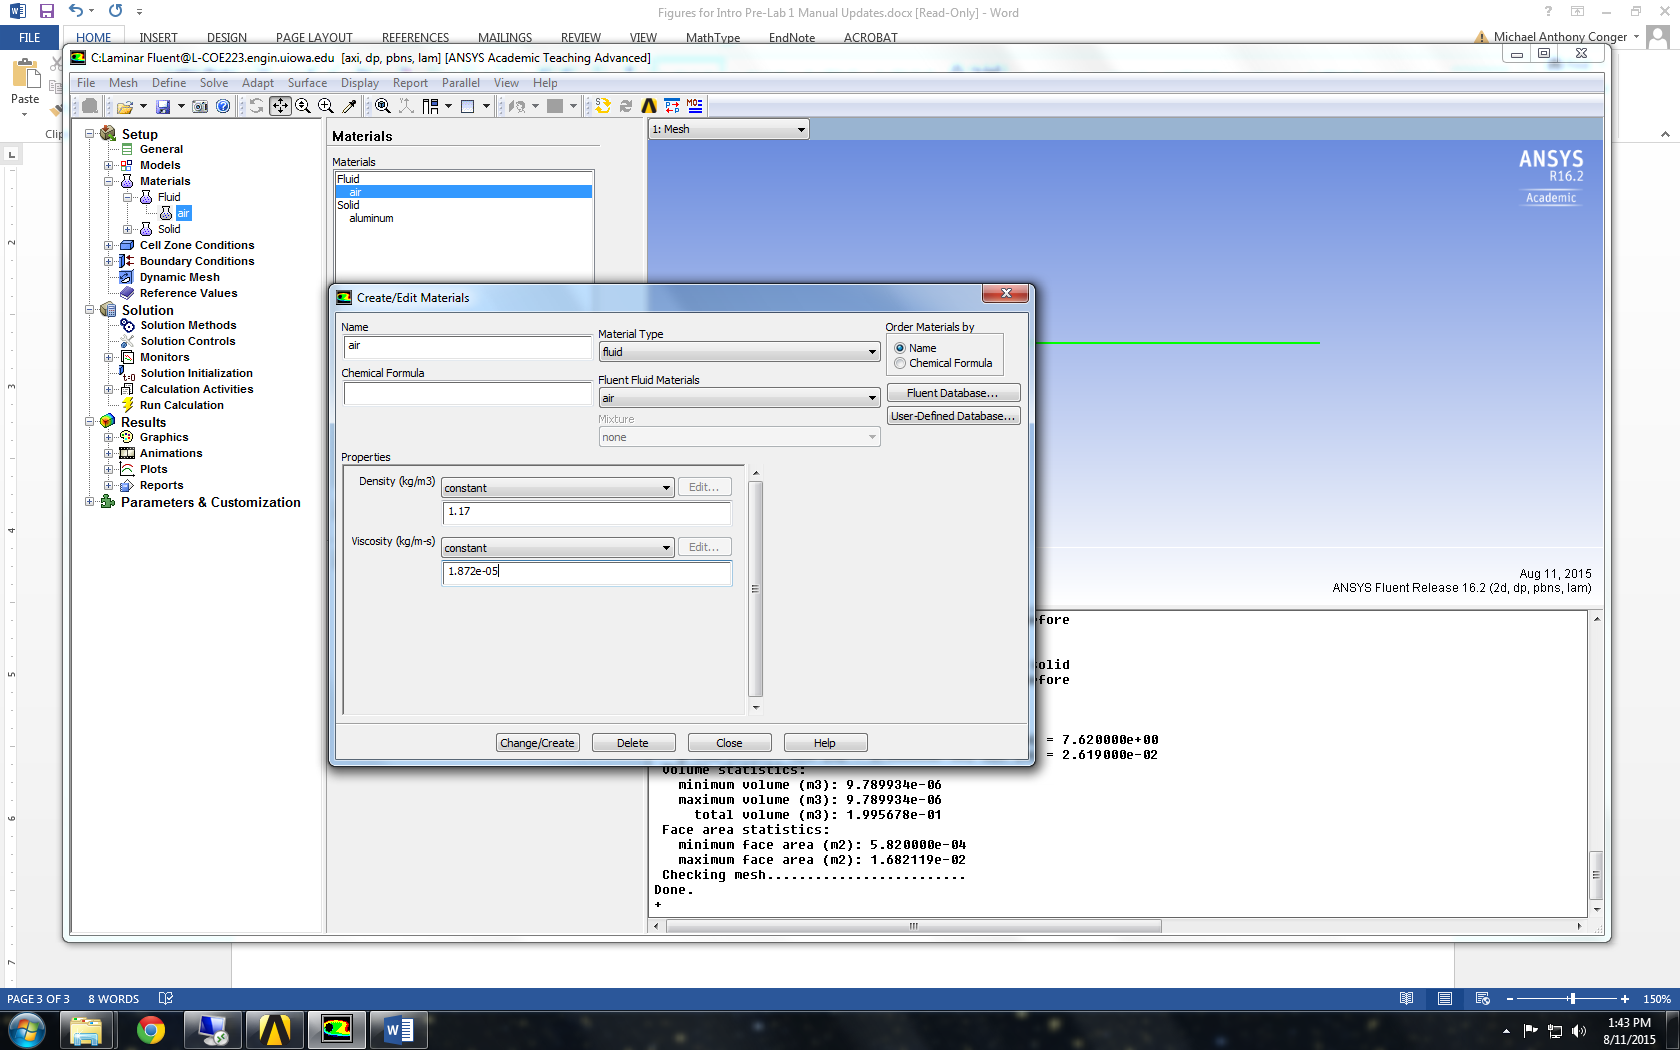 Figures for Intro Pre-Lab 1 Manual Updates.docx [Read-Only] - Word
FILE HOME INSERT DESIGN PAGE LAYOUT REFERENCES MAILINGS REVIEW VIEW MathType EndNote ACROBAT Michael Anthony Conger
Paste
Clip
C:Laminar Fluent@L-COE223.engin.uiowa.edu [axi, dp, pbns, lam] [ANSYS Academic Teaching Advanced]
File Mesh Define Solve Adapt Surface Display Report Parallel View Help
Setup
General
Models
Materials
Fluid
air
Solid
Cell Zone Conditions
Boundary Conditions
Dynamic Mesh
Reference Values
Solution
Solution Methods
Solution Controls
Monitors
Solution Initialization
Calculation Activities
Run Calculation
Results
Graphics
Animations
Plots
Reports
Parameters & Customization
Materials
Materials
Fluid
air
Solid
aluminum
1: Mesh
ANSYS
R16.2
Academic
Create/Edit Materials
Name
air
Chemical Formula
Material Type
fluid
Fluent Fluid Materials
air
Mixture
none
Order Materials by
Name
Chemical Formula
Fluent Database...
User-Defined Database...
Properties
Density (kg/m3) constant Edit...
1.17
Viscosity (kg/m-s) constant Edit...
1.872e-05
Change/Create Delete Close Help
Aug 11, 2015
ANSYS Fluent Release 16.2 (2d, dp, pbns, lam)
fore
olid
fore
= 7.620000e+00
= 2.619000e-02
Volume statistics:
minimum volume (m3): 9.789934e-06
maximum volume (m3): 9.789934e-06
total volume (m3): 1.995678e-01
Face area statistics:
minimum face area (m2): 5.820000e-04
maximum face area (m2): 1.682119e-02
Checking mesh.........................
Done.
+
2
3
4
5
6
7
PAGE 3 OF 3 8 WORDS 150%
1:43 PM
8/11/2015